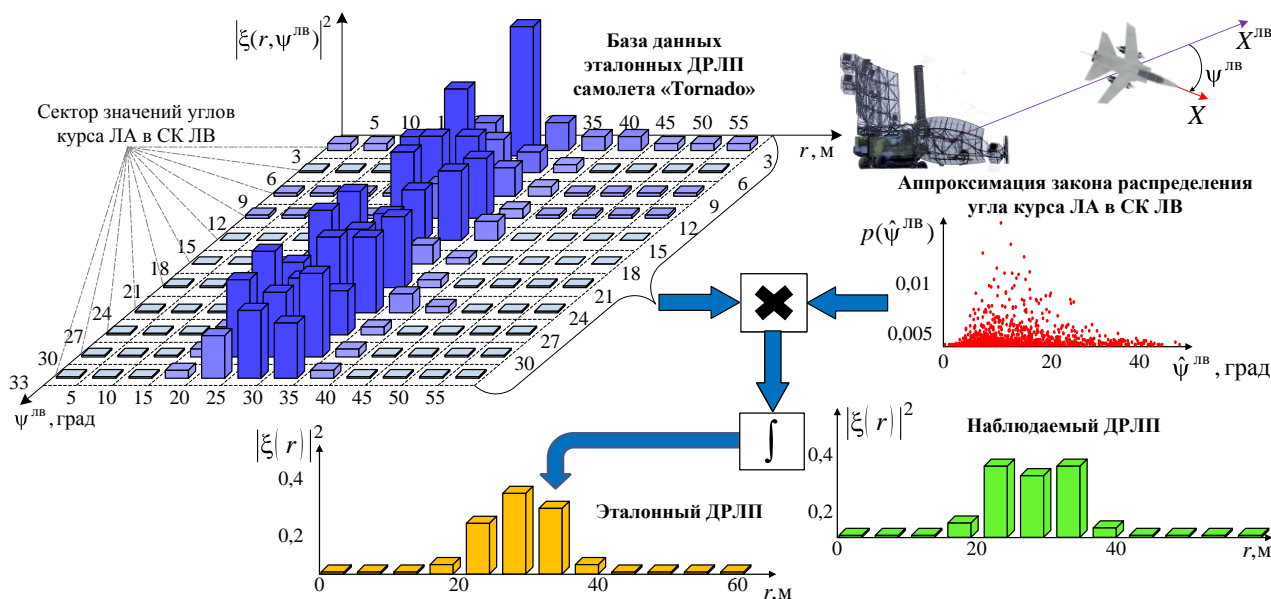 |ξ(r, ψ^лв)|²
2
База данных
эталонных ДРЛП
самолета «Tornado»
Сектор значений углов
курса ЛА в СК ЛВ
5 10 1 35 40 45 50 55
r, м
3 6 9 12 15 18 21 24 27 30 33
3 6 9 12 15 18 21 24 27 30
5 10 15 20 25 30 35 40 45 50 55
ψ^лв, град
X^лв
ψ^лв
X
Аппроксимация закона распределения
угла курса ЛА в СК ЛВ
p(ψ̂^лв)
0,01
0,005
0 20 40
ψ̂^лв, град
✖
∫
|ξ( r )|²
0,4
0,2
Эталонный ДРЛП
0 20 40 60
r, м
|ξ( r )|²
Наблюдаемый ДРЛП
0,4
0,2
0 20 40
r, м